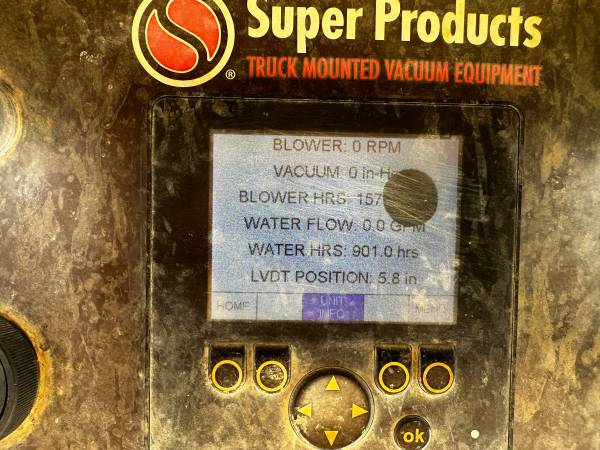 Super Products
®
TRUCK MOUNTED VACUUM EQUIPMENT
BLOWER: 0 RPM
VACUUM: 0
BLOWER HRS:
WATER FLOW: 0.0 GPM
WATER HRS: 901.0 hrs
LVDT POSITION: 5.8 in
HOME
UNIT
INFO
MENU
ok